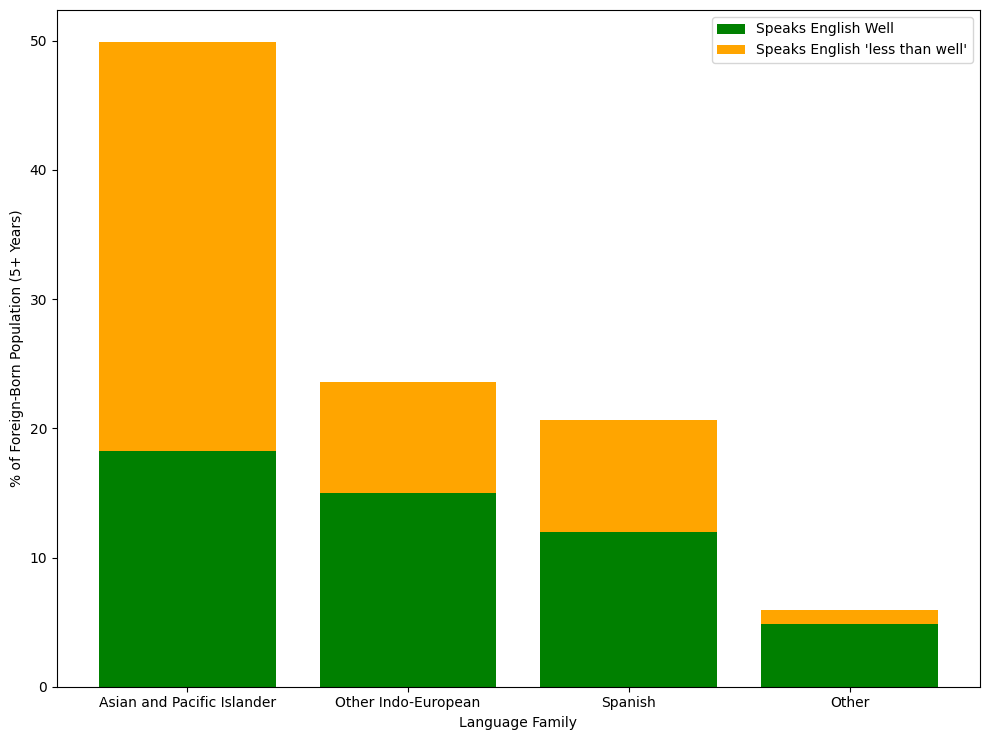 Speaks English Well
Speaks English 'less than well'
% of Foreign-Born Population (5+ Years)
50
40
30
20
10
0
Asian and Pacific Islander
Other Indo-European
Spanish
Other
Language Family